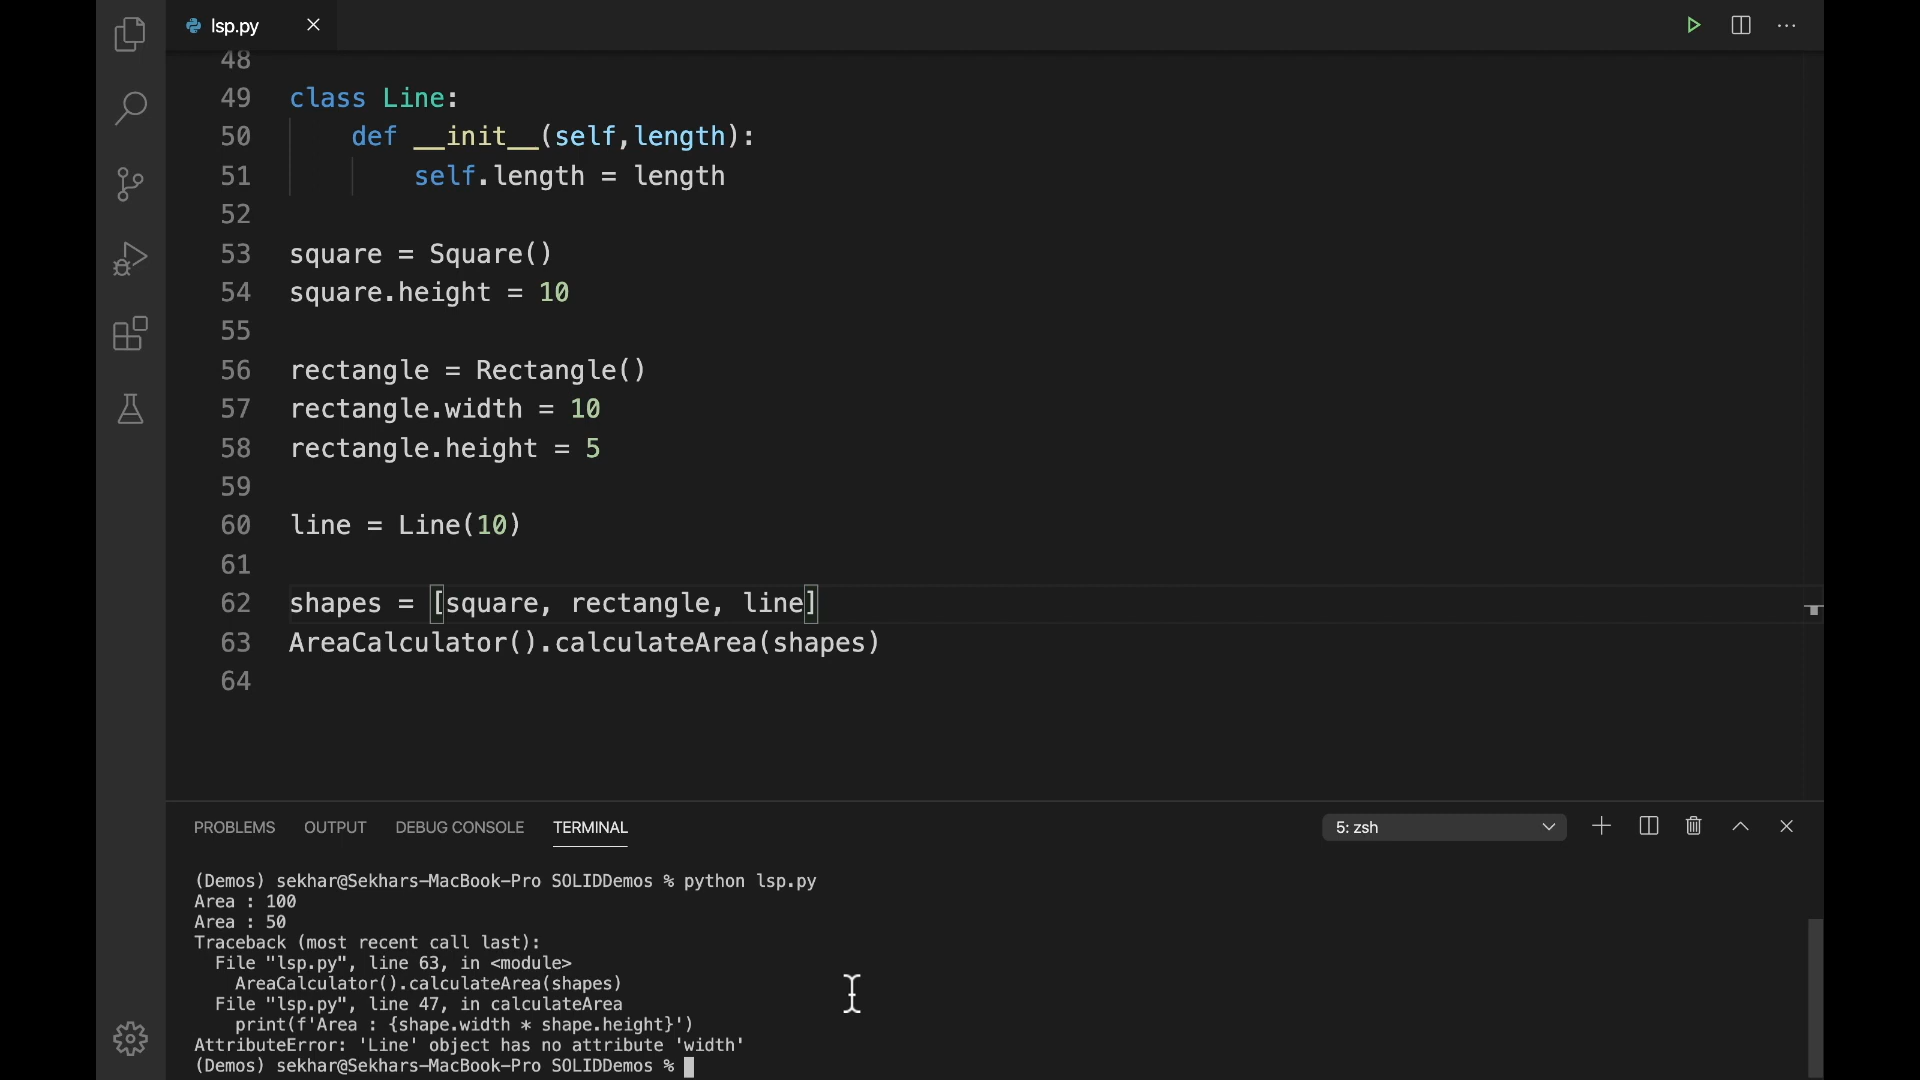 lsp.py
48
49 class Line:
50     def __init__(self,length):
51         self.length = length
52
53 square = Square()
54 square.height = 10
55
56 rectangle = Rectangle()
57 rectangle.width = 10
58 rectangle.height = 5
59
60 line = Line(10)
61
62 shapes = [square, rectangle, line]
63 AreaCalculator().calculateArea(shapes)
64
PROBLEMS OUTPUT DEBUG CONSOLE TERMINAL 5: zsh
(Demos) sekhar@Sekhars-MacBook-Pro SOLIDDemos % python lsp.py
Area : 100
Area : 50
Traceback (most recent call last):
  File "lsp.py", line 63, in <module>
    AreaCalculator().calculateArea(shapes)
  File "lsp.py", line 47, in calculateArea
    print(f'Area : {shape.width * shape.height}')
AttributeError: 'Line' object has no attribute 'width'
(Demos) sekhar@Sekhars-MacBook-Pro SOLIDDemos %